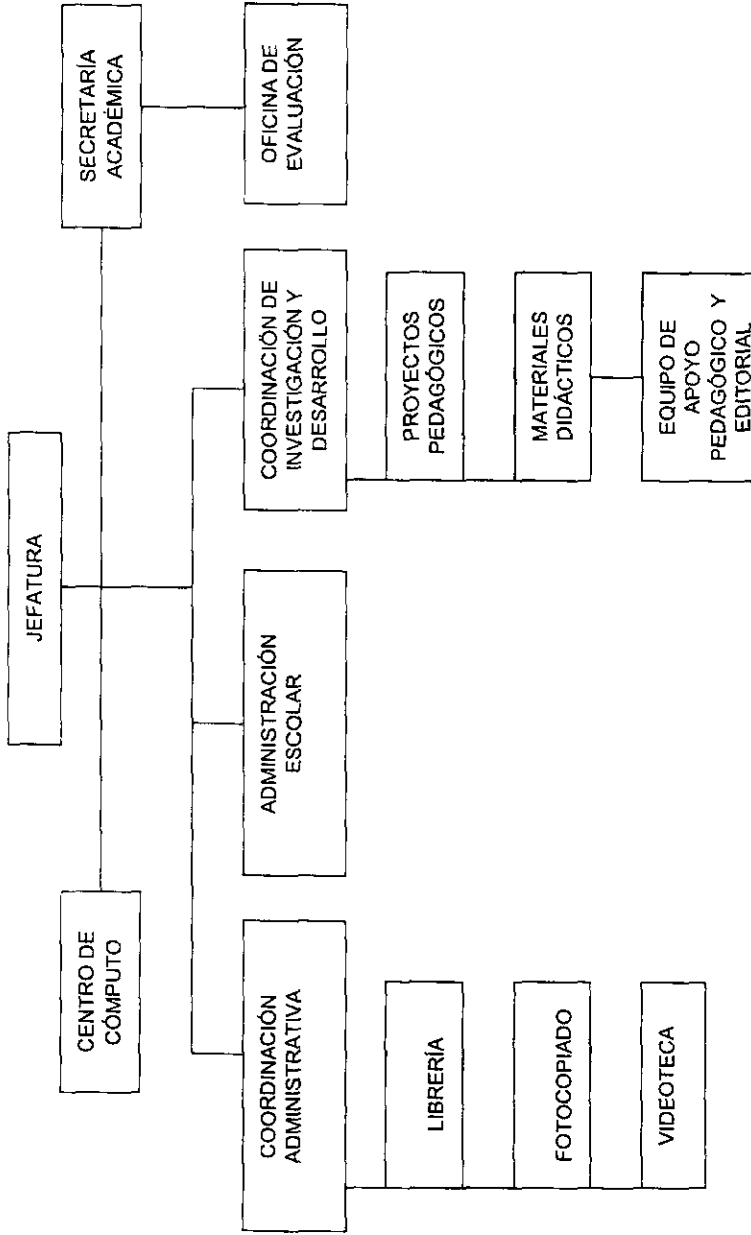 JEFATURA
CENTRO DE
CÓMPUTO
SECRETARÍA
ACADÉMICA
COORDINACIÓN
ADMINISTRATIVA
ADMINISTRACIÓN
ESCOLAR
COORDINACIÓN DE
INVESTIGACIÓN Y
DESARROLLO
OFICINA DE
EVALUACIÓN
LIBRERÍA
PROYECTOS
PEDAGÓGICOS
FOTOCOPIADO
MATERIALES
DIDÁCTICOS
VIDEOTECA
EQUIPO DE
APOYO
PEDAGÓGICO Y
EDITORIAL